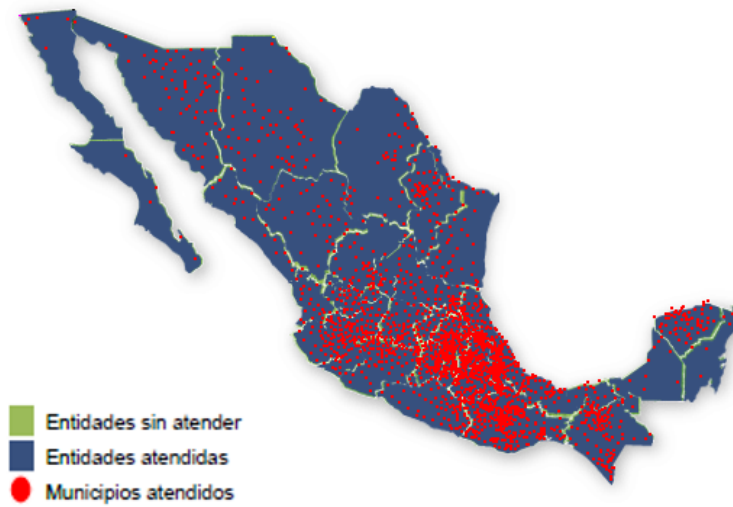 Entidades sin atender
Entidades atendidas
Municipios atendidos